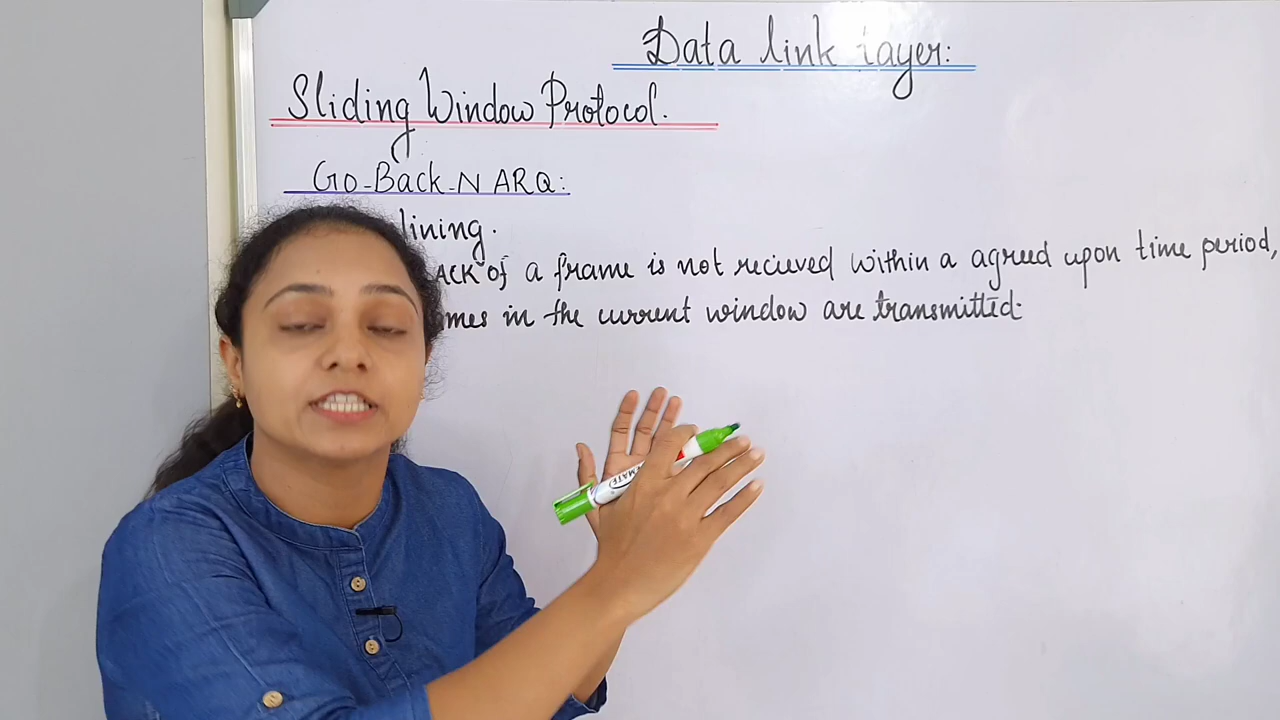 Data link layer:
Sliding Window Protocol.
Go-Back-N ARQ:
lining.
ACK of a frame is not recieved within a agreed upon time period,
mes in the current window are transmitted.